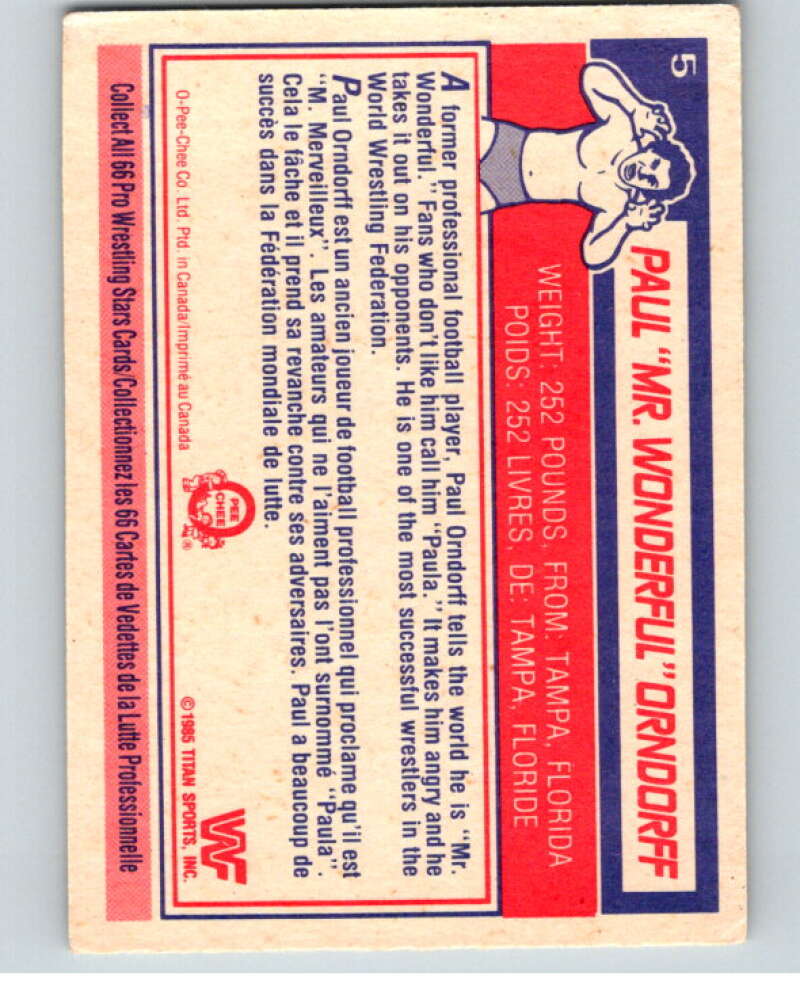 5
PAUL “MR. WONDERFUL” ORNDORFF
WEIGHT: 252 POUNDS, FROM: TAMPA, FLORIDA
POIDS: 252 LIVRES, DE: TAMPA, FLORIDE
A former professional football player, Paul Orndorff tells the world he is “Mr.
Wonderful.” Fans who don’t like him call him “Paula.” It makes him angry and he
takes it out on his opponents. He is one of the most successful wrestlers in the
World Wrestling Federation.
Paul Orndorff est un ancien joueur de football professionnel qui proclame qu’il est
“M. Merveilleux”. Les amateurs qui ne l’aiment pas l’ont surnommé “Paula”.
Cela le fâche et il prend sa revanche contre ses adversaires. Paul a beaucoup de
succès dans la Fédération mondiale de lutte.
O-Pee-Chee Co. Ltd. Ptd. in Canada/Imprimé au Canada
PEE
CHEE
®
WF
© 1985 TITAN SPORTS, INC.
Collect All 66 Pro Wrestling Stars Cards/Collectionnez les 66 Cartes de Vedettes de la Lutte Professionnelle